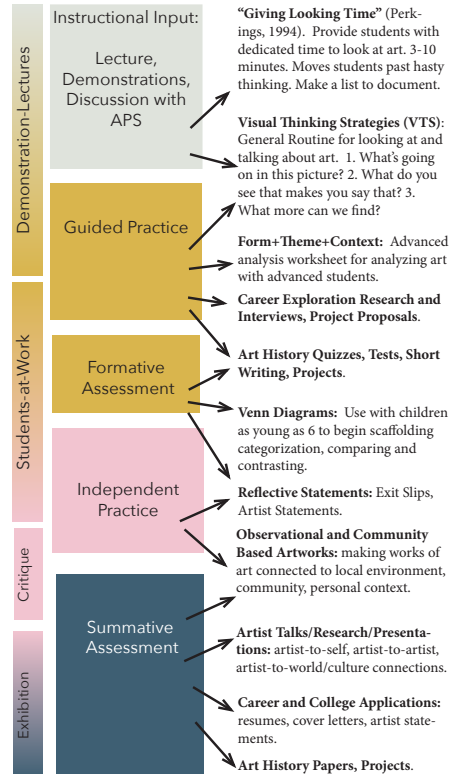 Demonstration-Lectures
Students-at-Work
Critique
Exhibition
Instructional Input:
Lecture,
Demonstrations,
Discussion with
APS
Guided Practice
Formative
Assessment
Independent
Practice
Summative
Assessment
“Giving Looking Time” (Perk-
ings, 1994).  Provide students with
dedicated time to look at art. 3-10
minutes. Moves students past hasty
thinking. Make a list to document.
Visual Thinking Strategies (VTS):
General Routine for looking at and
talking about art.  1. What’s going
on in this picture? 2. What do you
see that makes you say that? 3.
What more can we find?
Form+Theme+Context:  Advanced
analysis worksheet for analyzing art
with advanced students.
Career Exploration Research and
Interviews, Project Proposals.
Art History Quizzes, Tests, Short
Writing, Projects.
Venn Diagrams:  Use with children
as young as 6 to begin scaffolding
categorization, comparing and
contrasting.
Reflective Statements: Exit Slips,
Artist Statements.
Observational and Community
Based Artworks: making works of
art connected to local environment,
community, personal context.
Artist Talks/Research/Presenta-
tions: artist-to-self, artist-to-artist,
artist-to-world/culture connections.
Career and College Applications:
resumes, cover letters, artist state-
ments.
Art History Papers, Projects.